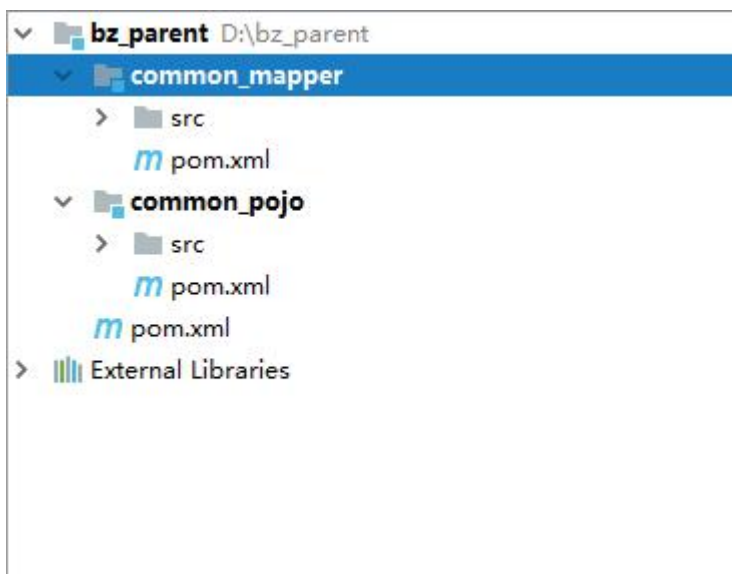 bz_parent D:\bz_parent
common_mapper
src
m pom.xml
common_pojo
src
m pom.xml
m pom.xml
External Libraries